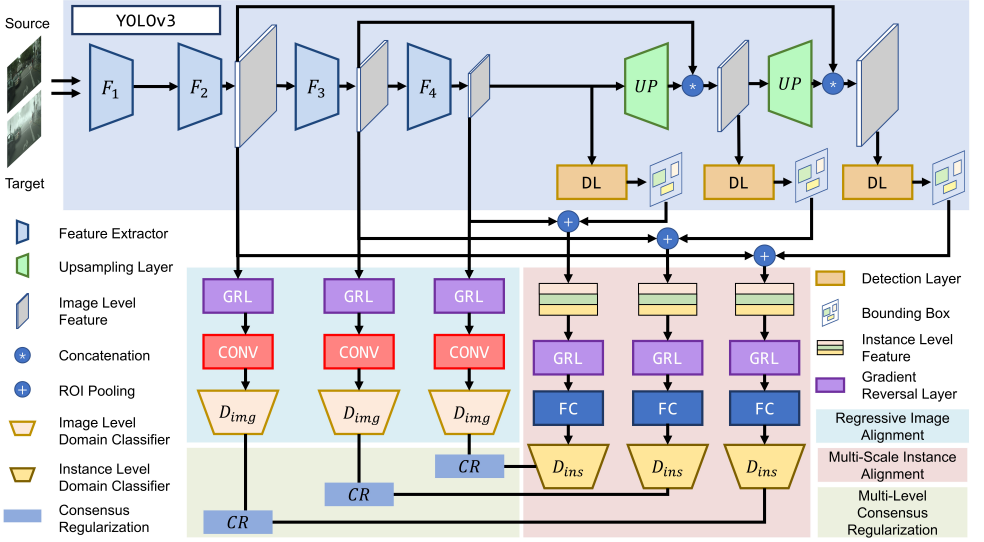 Source
YOLOv3
F1
F2
F3
F4
UP
*
UP
*
Target
DL
DL
DL
+
+
+
Feature Extractor
Upsampling Layer
Image Level
Feature
*
Concatenation
+
ROI Pooling
Image Level
Domain Classifier
Instance Level
Domain Classifier
Consensus
Regularization
GRL
GRL
GRL
CONV
CONV
CONV
Dimg
Dimg
Dimg
CR
CR
CR
GRL
GRL
GRL
FC
FC
FC
Dins
Dins
Dins
Detection Layer
Bounding Box
Instance Level
Feature
Gradient
Reversal Layer
Regressive Image
Alignment
Multi-Scale Instance
Alignment
Multi-Level
Consensus
Regularization